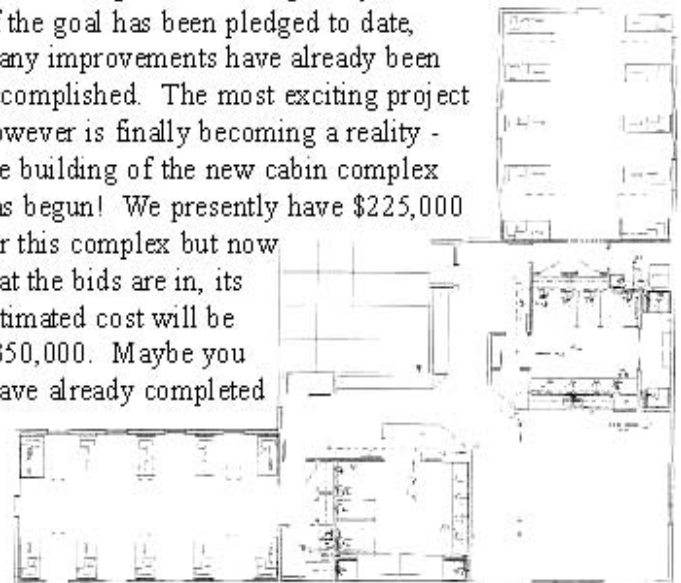 the goal has been pledged to date,
any improvements have already been
complished. The most exciting project
owever is finally becoming a reality -
e building of the new cabin complex
as begun! We presently have $225,000
r this complex but now
at the bids are in, its
timated cost will be
350,000. Maybe you
ave already completed